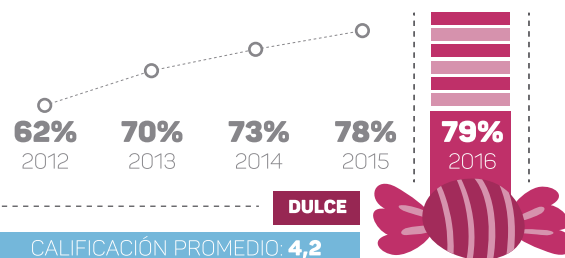 62% 70% 73% 78% 79%
2012 2013 2014 2015 2016
DULCE
CALIFICACIÓN PROMEDIO: 4,2